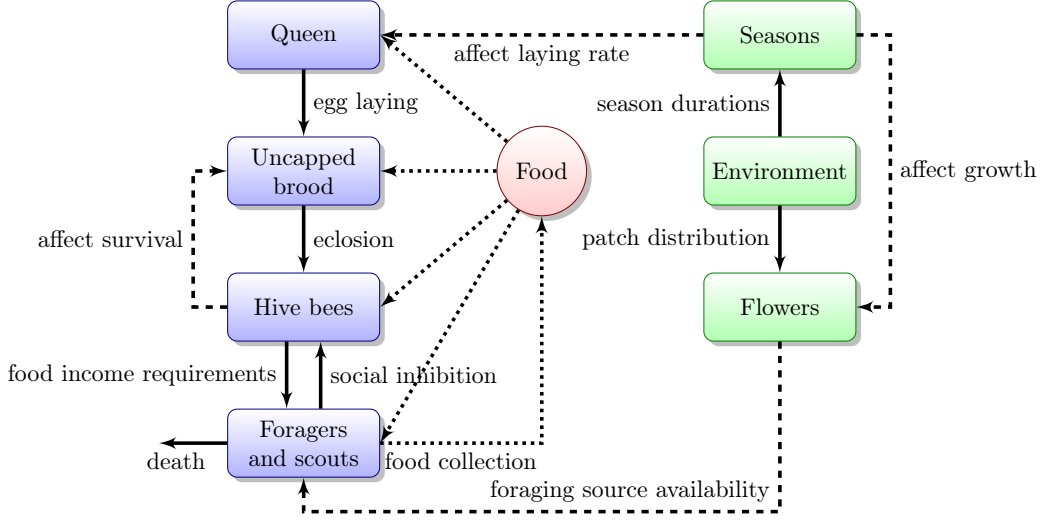 Queen
Seasons
affect laying rate
egg laying
season durations
Uncapped
brood
Food
Environment
affect growth
affect survival
eclosion
patch distribution
Hive bees
Flowers
food income requirements
social inhibition
Foragers
and scouts
death
food collection
foraging source availability